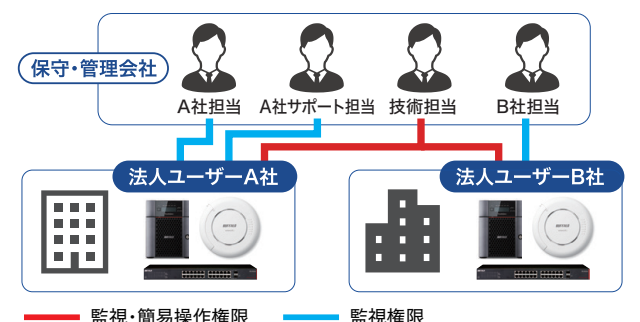 保守・管理会社
A社担当
A社サポート担当
技術担当
B社担当
法人ユーザーA社
法人ユーザーB社
監視・簡易操作権限
監視権限